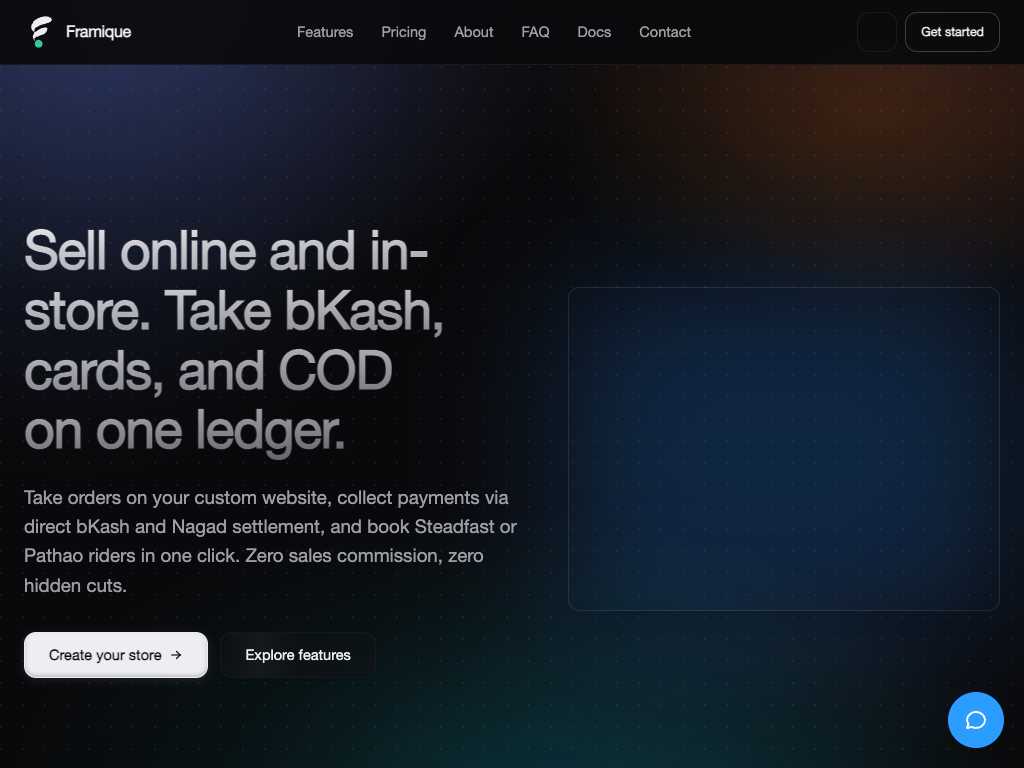 Framique
Features
Pricing
About
FAQ
Docs
Contact
Get started
Sell online and in-
store. Take bKash,
cards, and COD
on one ledger.
Take orders on your custom website, collect payments via
direct bKash and Nagad settlement, and book Steadfast or
Pathao riders in one click. Zero sales commission, zero
hidden cuts.
Create your store →
Explore features